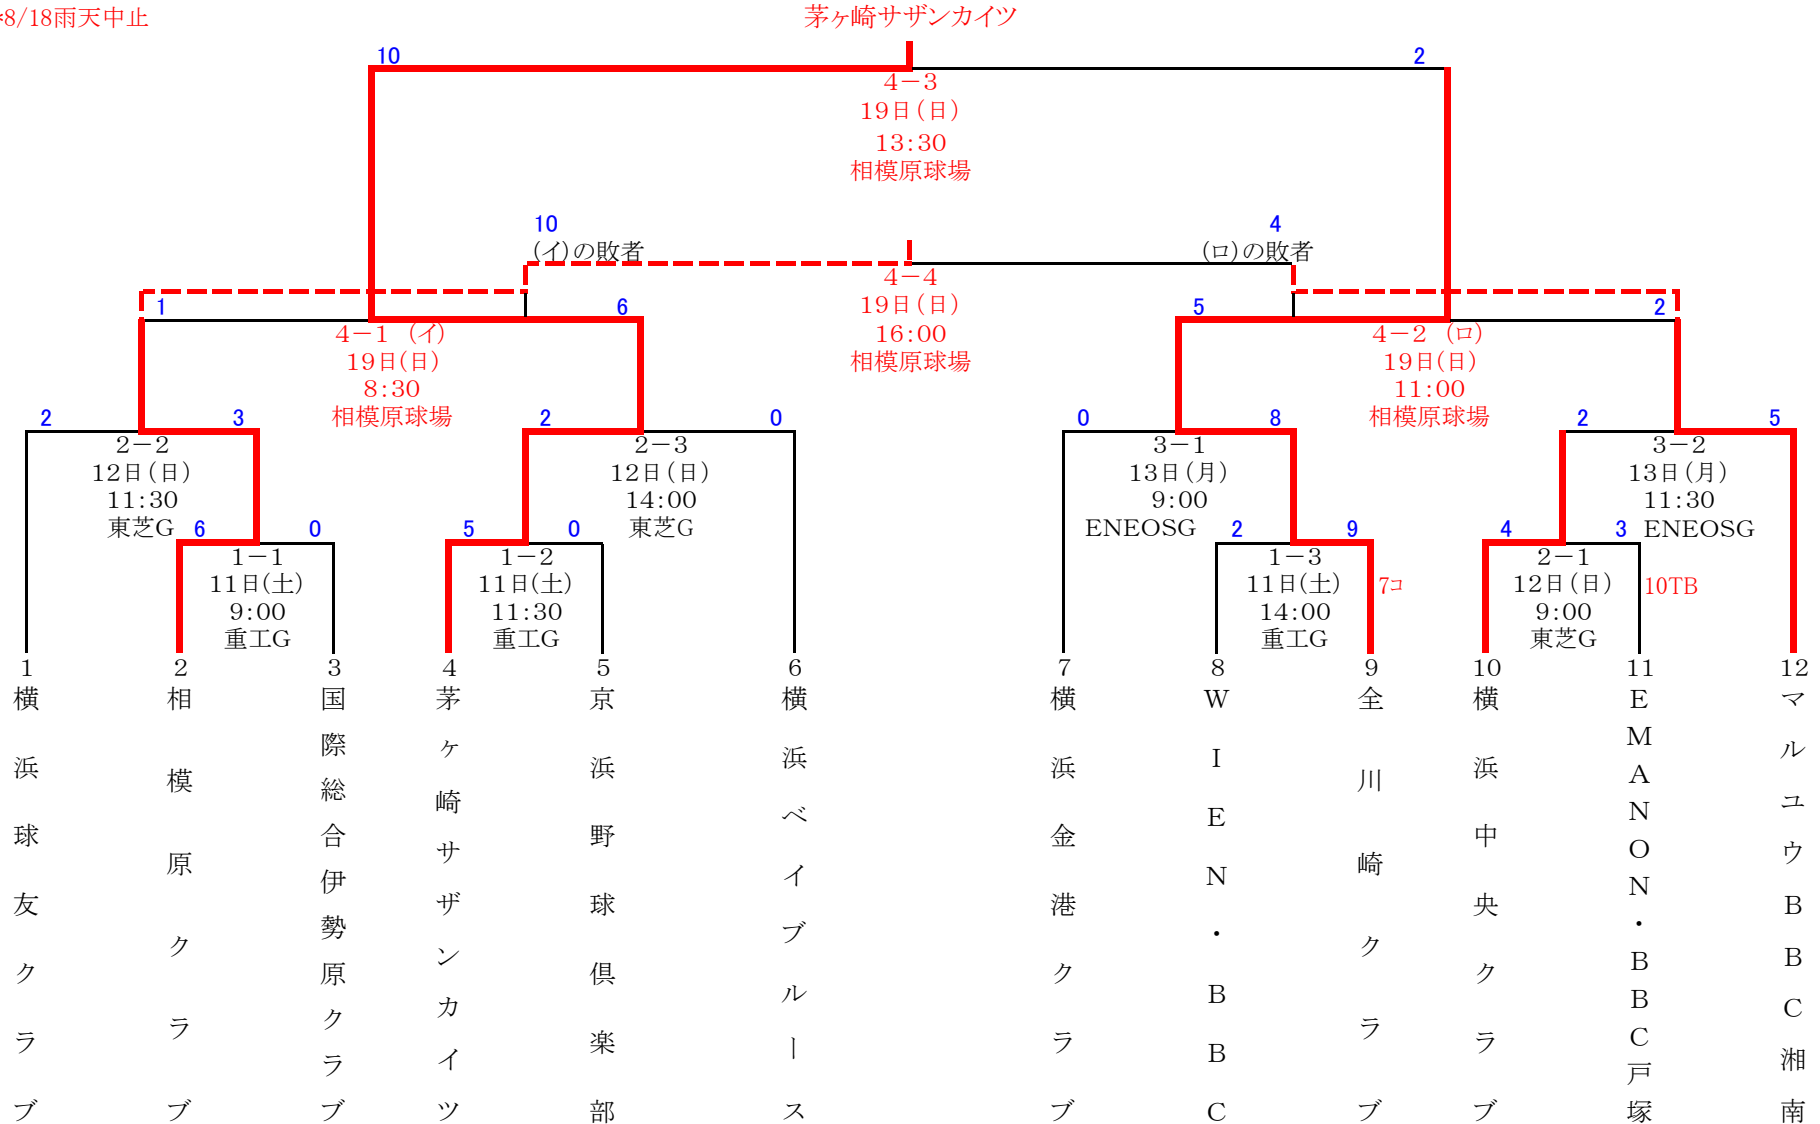 *8/18雨天中止
茅ヶ崎サザンカイツ
10
2
4－3
19日(日)
13:30
相模原球場
10
4
(イ)の敗者
(ロ)の敗者
4－4
19日(日)
16:00
相模原球場
1
6
4－1 (イ)
19日(日)
8:30
相模原球場
5
2
4－2 (ロ)
19日(日)
11:00
相模原球場
2
3
2－2
12日(日)
11:30
東芝G
2
0
2－3
12日(日)
14:00
東芝G
0
8
3－1
13日(月)
9:00
ENEOSG
2
5
3－2
13日(月)
11:30
ENEOSG
6
0
1－1
11日(土)
9:00
重工G
5
0
1－2
11日(土)
11:30
重工G
2
9
1－3
11日(土)
14:00
重工G
7コ
4
3
2－1
12日(日)
9:00
東芝G
10TB
1
横浜球友クラブ
2
相模原クラブ
3
国際総合伊勢原クラブ
4
茅ヶ崎サザンカイツ
5
京浜野球倶楽部
6
横浜ベイブルース
7
横浜金港クラブ
8
WIEN・BBC
9
全川崎クラブ
10
横浜中央クラブ
11
EMANON・BBC戸塚
12
マルユウBBC湘南